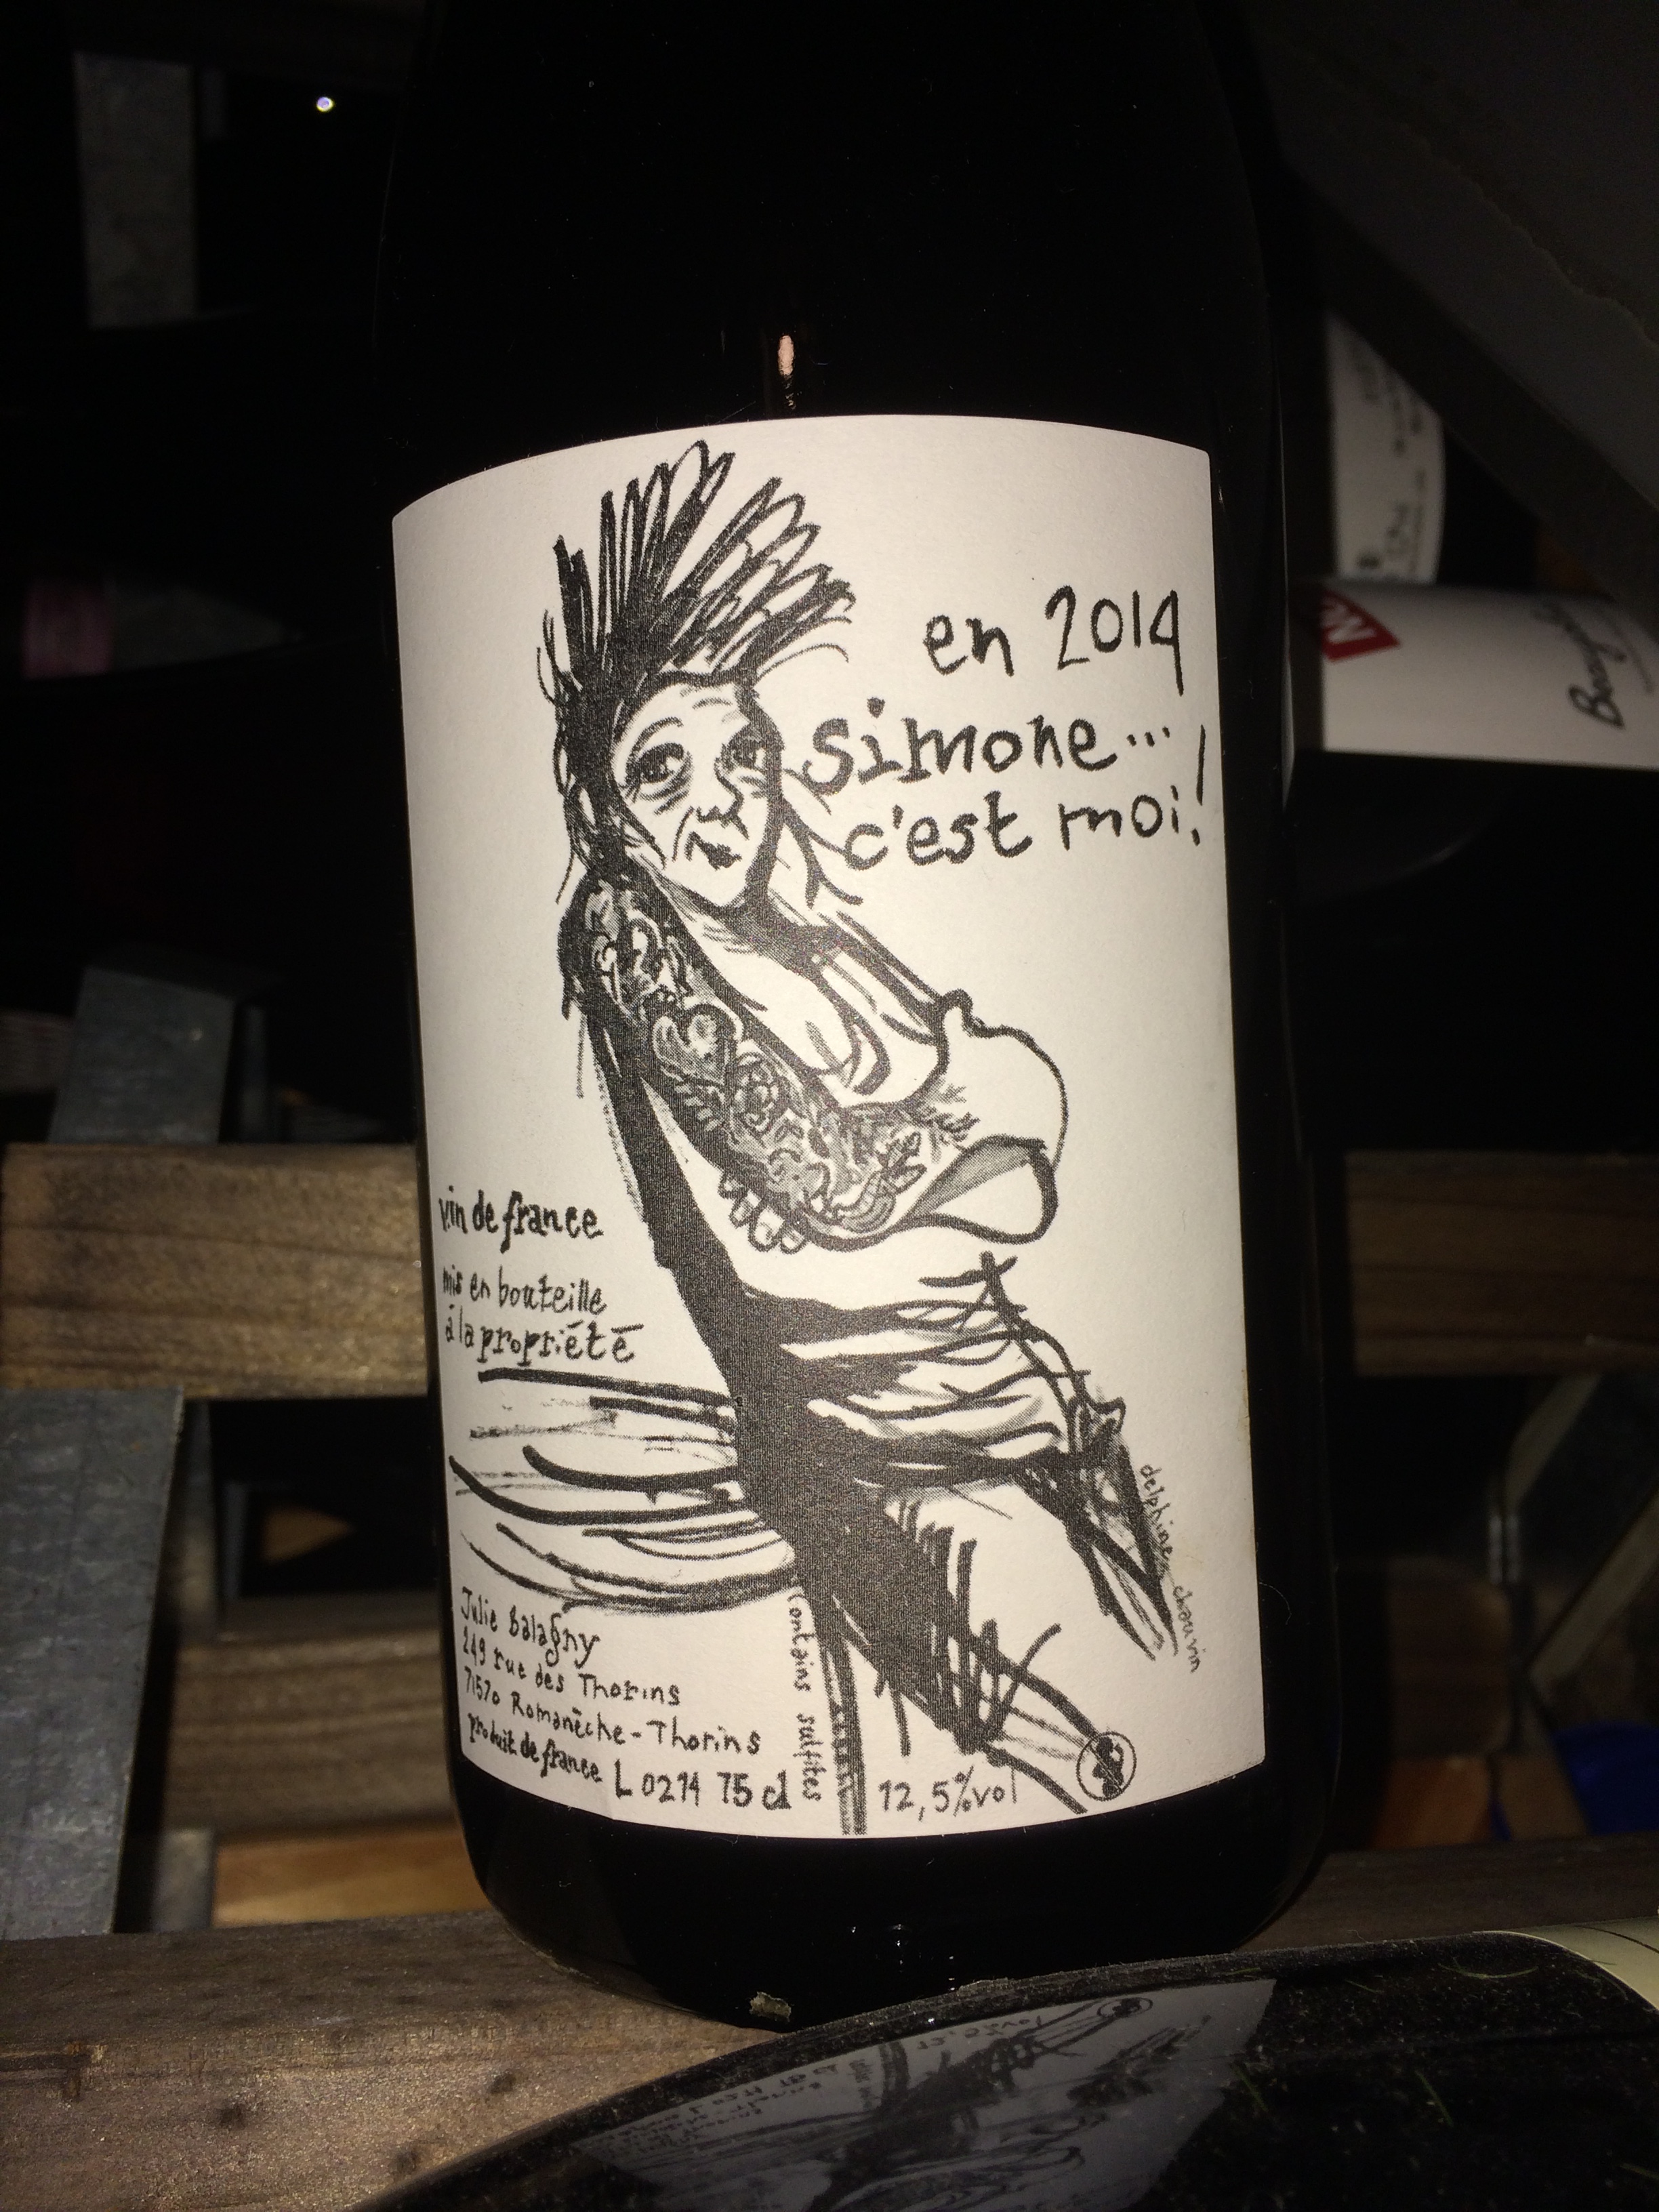 en 2014
simone...
c'est moi!
vin de france
mis en bouteille
à la propriété
delphine chauvin
Julie Balagny
249 rue des Thorins
71570 Romanèche-Thorins
produit de france
L 0214 75 cl
contains sulfites
12,5%vol